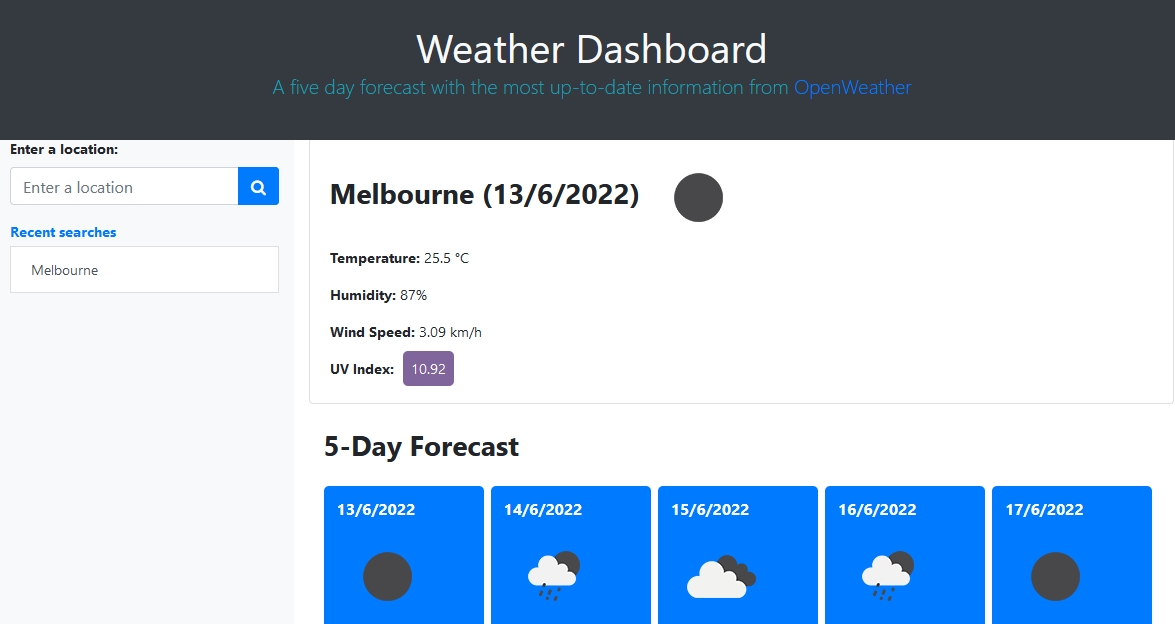 Weather Dashboard
A five day forecast with the most up-to-date information from OpenWeather
Enter a location:
Enter a location
Recent searches
Melbourne
Melbourne (13/6/2022)
Temperature: 25.5 °C
Humidity: 87%
Wind Speed: 3.09 km/h
UV Index: 10.92
5-Day Forecast
13/6/2022
14/6/2022
15/6/2022
16/6/2022
17/6/2022